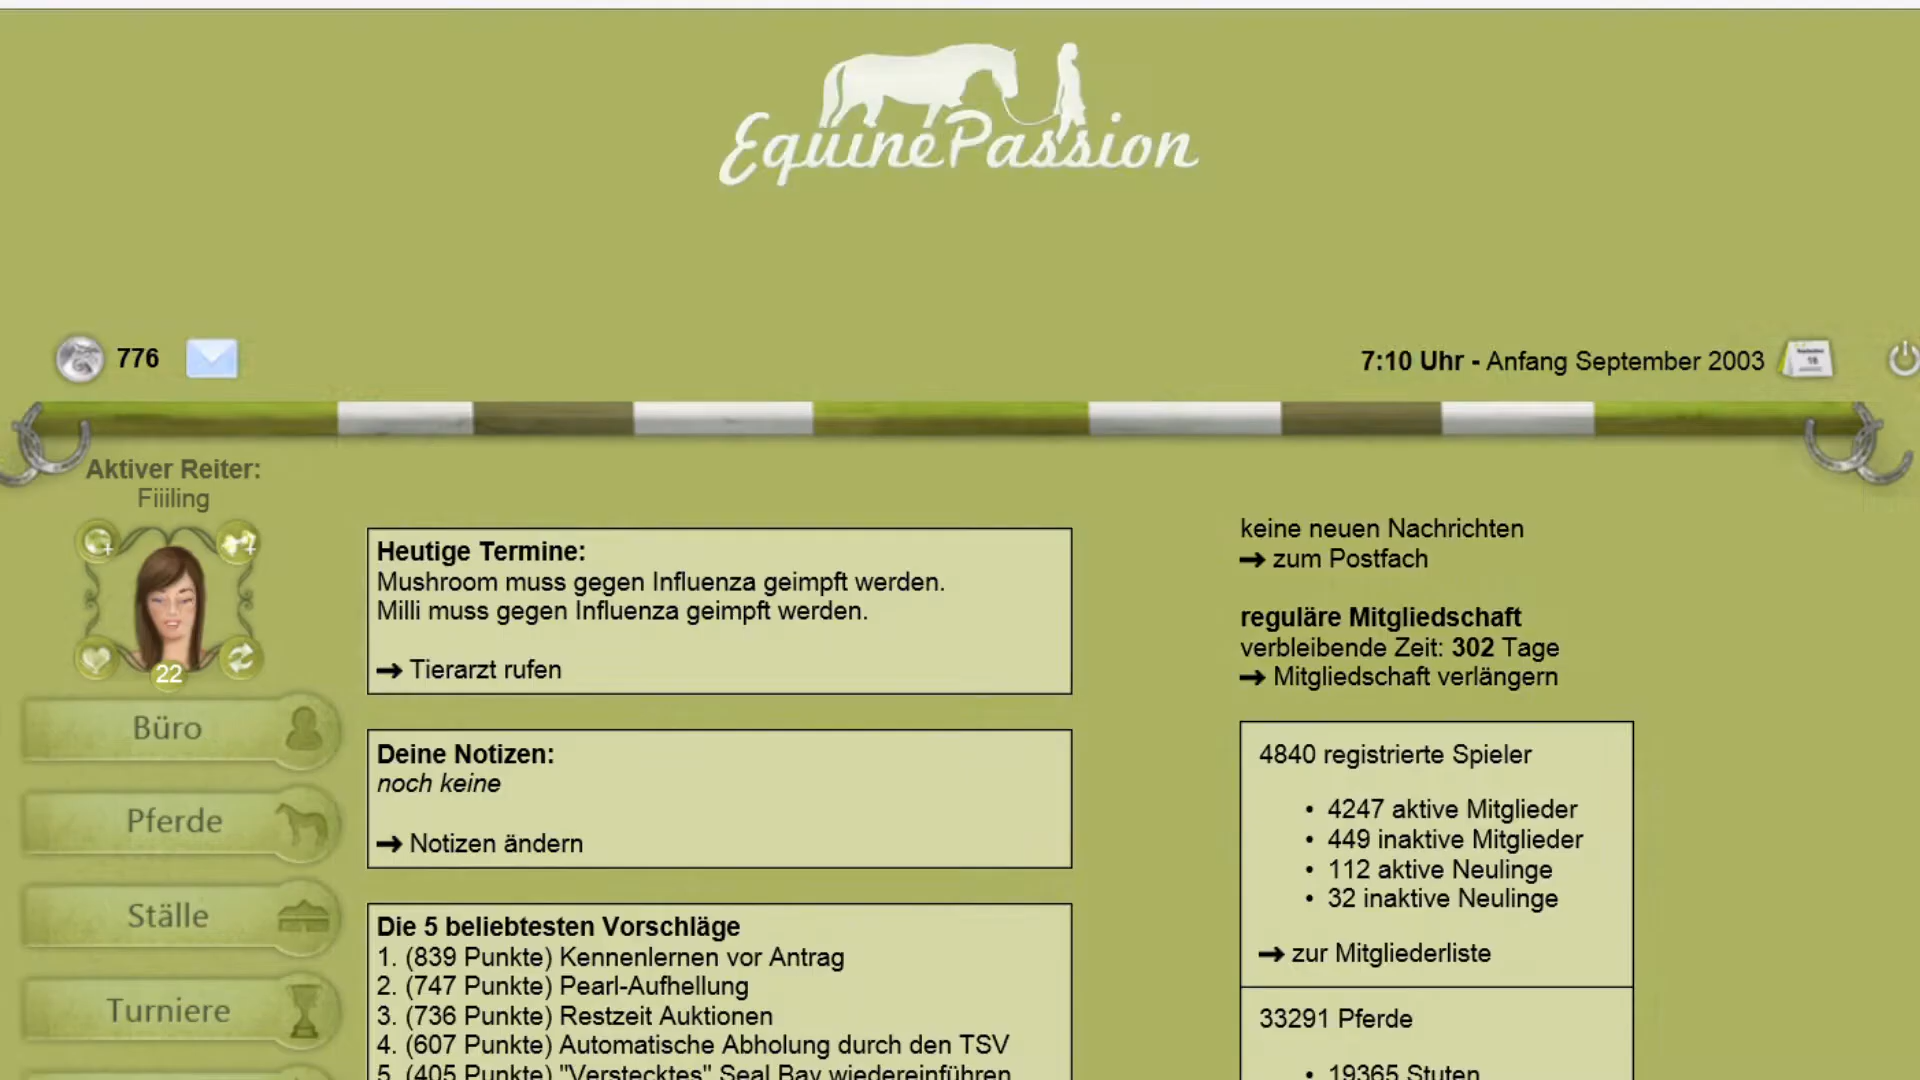 EquinePassion
776
7:10 Uhr - Anfang September 2003
Aktiver Reiter:
Fiiiling
22
Büro
Pferde
Ställe
Turniere
Heutige Termine:
Mushroom muss gegen Influenza geimpft werden.
Milli muss gegen Influenza geimpft werden.
→ Tierarzt rufen
Deine Notizen:
noch keine
→ Notizen ändern
Die 5 beliebtesten Vorschläge
1. (839 Punkte) Kennenlernen vor Antrag
2. (747 Punkte) Pearl-Aufhellung
3. (736 Punkte) Restzeit Auktionen
4. (607 Punkte) Automatische Abholung durch den TSV
5. (405 Punkte) "Verstecktes" Seal Bay wiedereinführen
keine neuen Nachrichten
→ zum Postfach
reguläre Mitgliedschaft
verbleibende Zeit: 302 Tage
→ Mitgliedschaft verlängern
4840 registrierte Spieler
• 4247 aktive Mitglieder
• 449 inaktive Mitglieder
• 112 aktive Neulinge
• 32 inaktive Neulinge
→ zur Mitgliederliste
33291 Pferde
• 19365 Stuten